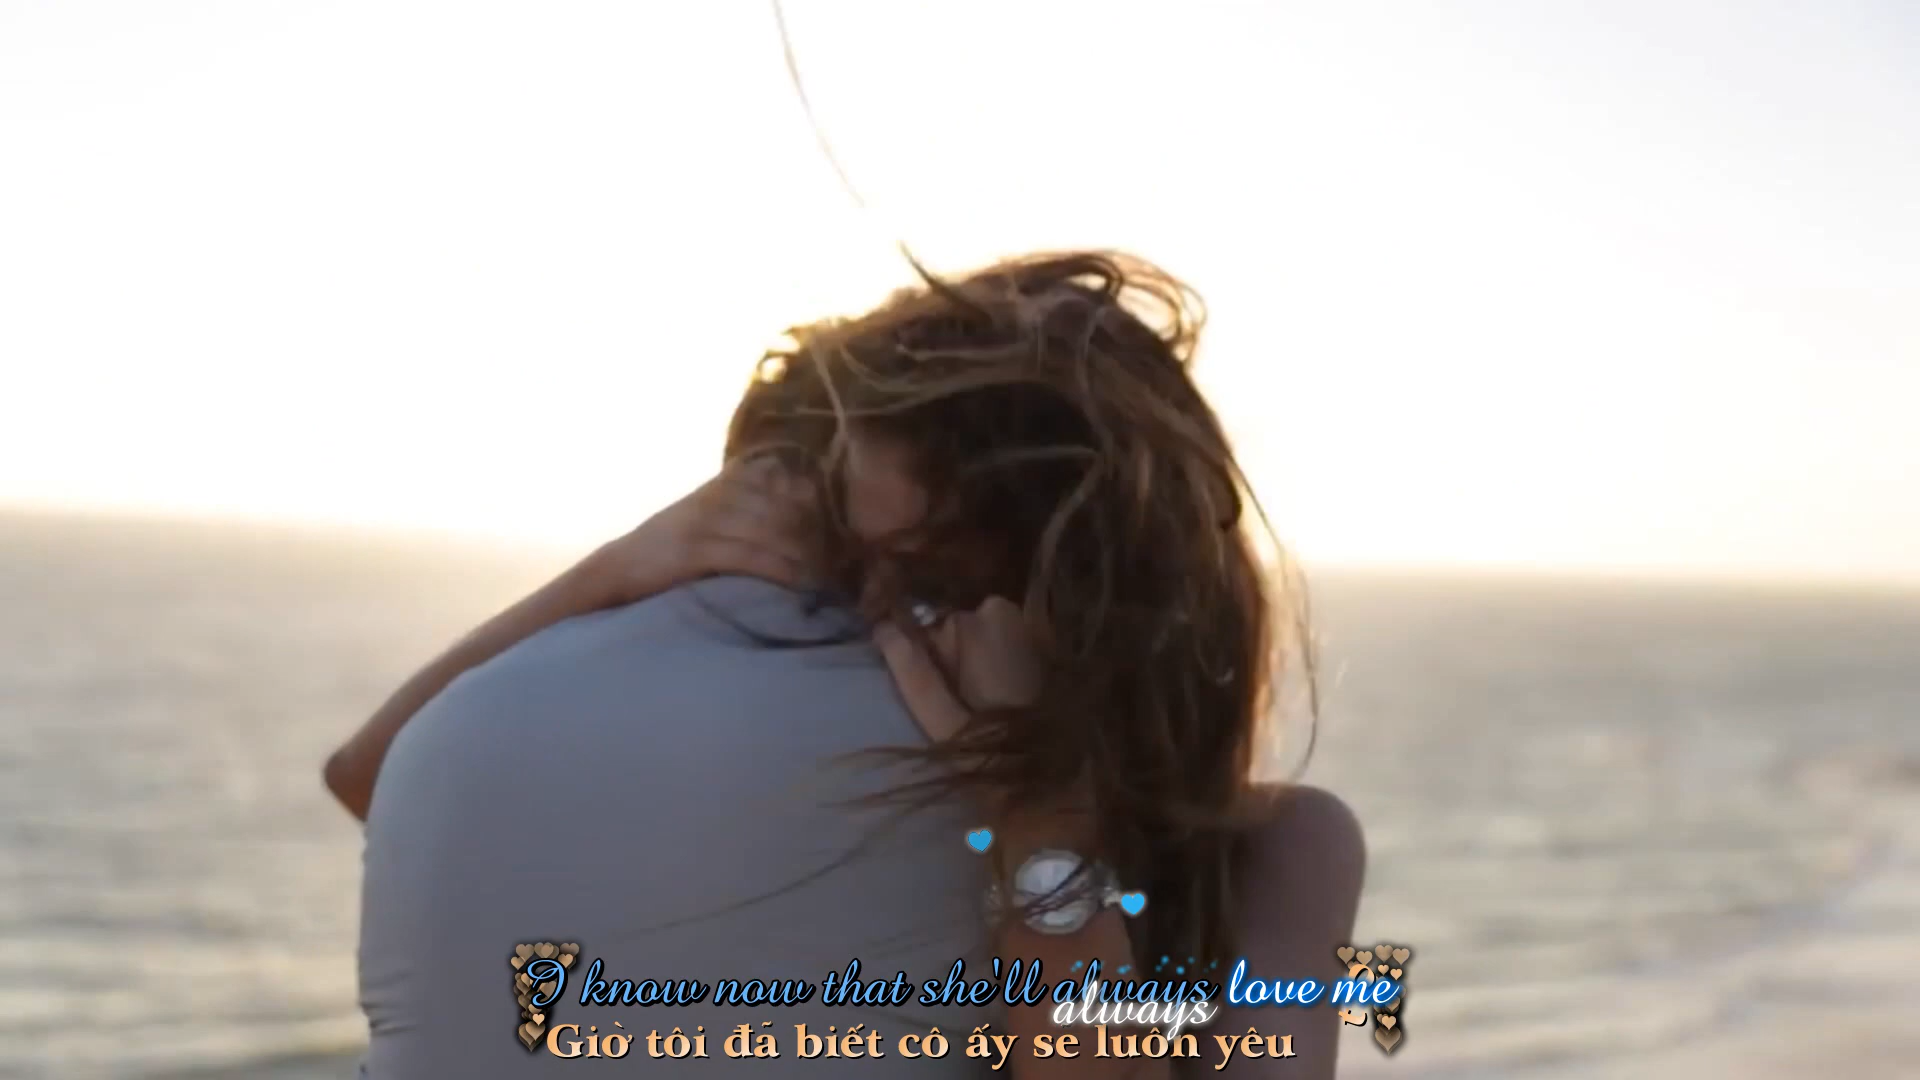 I know now that she'll always love me
always
Giờ tôi đã biết cô ấy sẽ luôn yêu